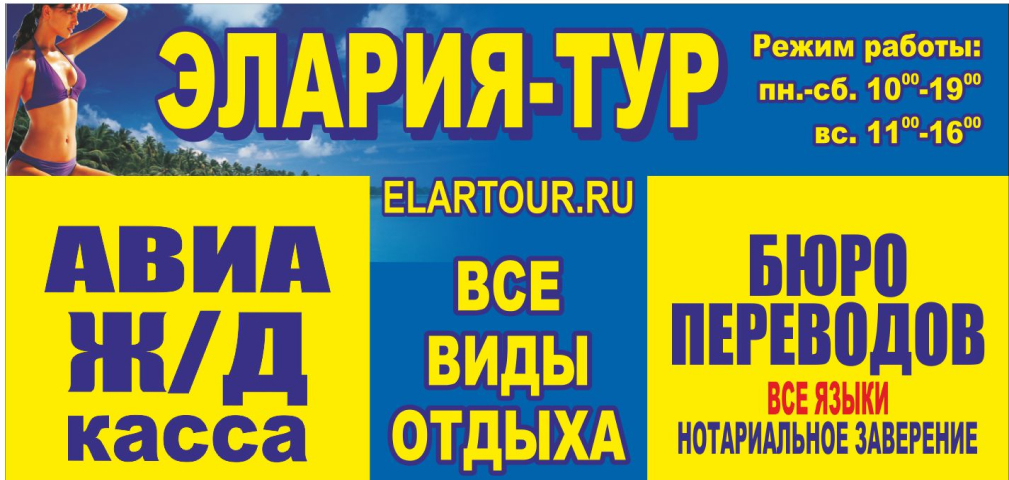 ЭЛАРИЯ-ТУР
Режим работы:
пн.-сб. 10⁰⁰-19⁰⁰
вс. 11⁰⁰-16⁰⁰
ELARTOUR.RU
АВИА
Ж/Д
касса
ВСЕ
ВИДЫ
ОТДЫХА
БЮРО
ПЕРЕВОДОВ
ВСЕ ЯЗЫКИ
НОТАРИАЛЬНОЕ ЗАВЕРЕНИЕ